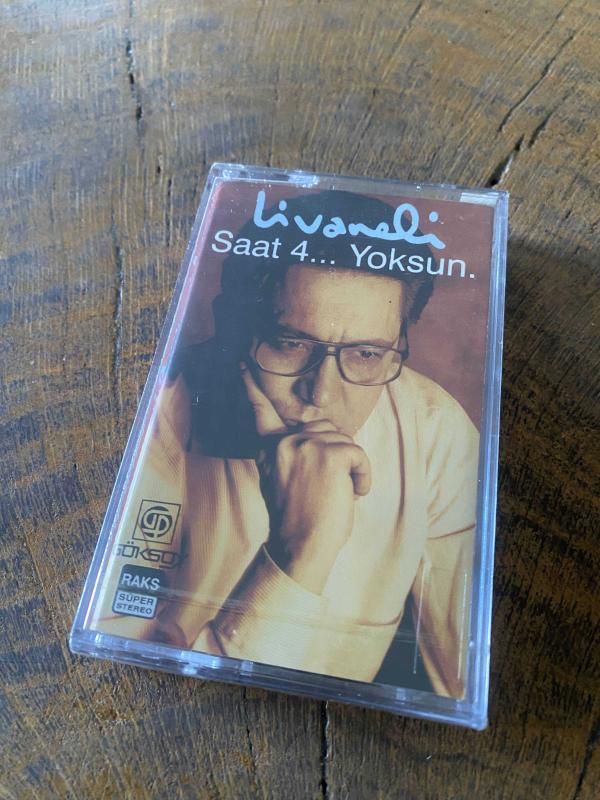 Livaneli
Saat 4... Yoksun.
GÖKSOY
RAKS
SÜPER
STEREO